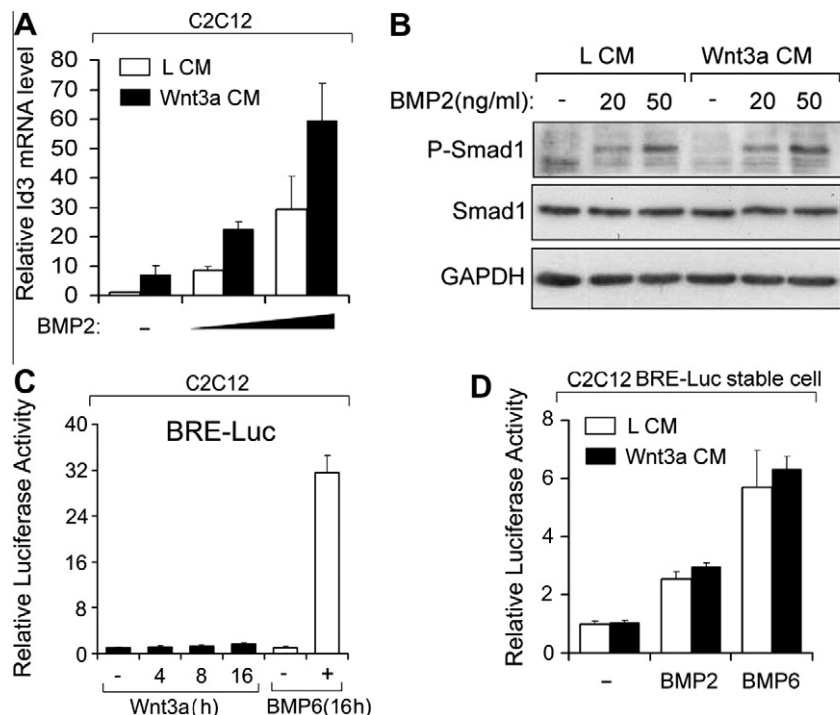 A
C2C12
L CM
Wnt3a CM
Relative Id3 mRNA level
80
70
60
50
40
30
20
10
0
BMP2: –
B
L CM Wnt3a CM
BMP2(ng/ml): - 20 50 - 20 50
P-Smad1
Smad1
GAPDH
C
C2C12
BRE-Luc
Relative Luciferase Activity
40
32
24
16
8
0
- 4 8 16 - +
Wnt3a(h) BMP6(16h)
D
C2C12 BRE-Luc stable cell
L CM
Wnt3a CM
Relative Luciferase Activity
8
6
4
2
0
– BMP2 BMP6